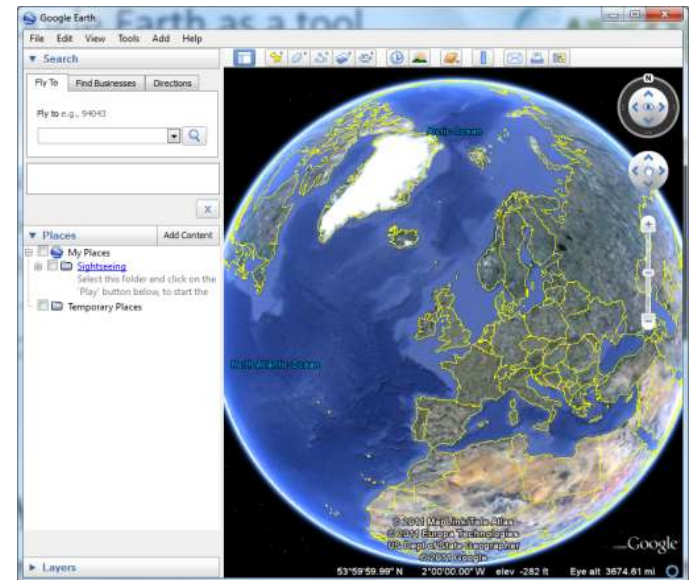 Google Earth
Earth as a tool
File Edit View Tools Add Help
Search
Fly To Find Businesses Directions
Fly to e.g., 94043
Places Add Content
My Places
Sightseeing
Select this folder and click on the
'Play' button below, to start the
Temporary Places
Layers
N
Arctic Ocean
North Atlantic Ocean
© 2011 MapLink/Tele Atlas
© 2011 Europa Technologies
US Dept of State Geographer
© 2011 Google
Google
53°59'59.99" N 2°00'00.00" W elev -282 ft Eye alt 3674.61 mi